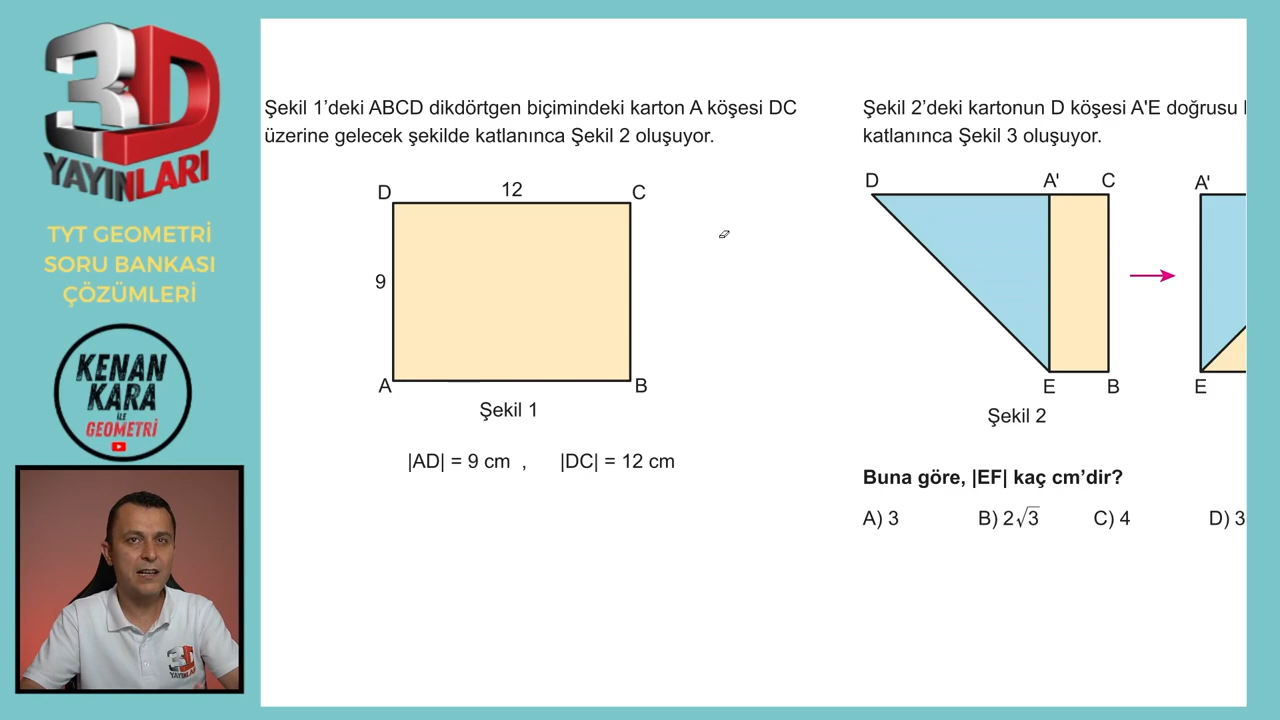 3D
YAYINLARI
TYT GEOMETRİ
SORU BANKASI
ÇÖZÜMLERİ
KENAN
KARA
İLE
GEOMETRİ
3D
YAYINLARI
Şekil 1'deki ABCD dikdörtgen biçimindeki karton A köşesi DC
üzerine gelecek şekilde katlanınca Şekil 2 oluşuyor.
D 12 C
9
A B
Şekil 1
|AD| = 9 cm , |DC| = 12 cm
Şekil 2'deki kartonun D köşesi A'E doğrusu
katlanınca Şekil 3 oluşuyor.
D A' C A'
E B E
Şekil 2
Buna göre, |EF| kaç cm'dir?
A) 3 B) 2√3 C) 4 D) 3